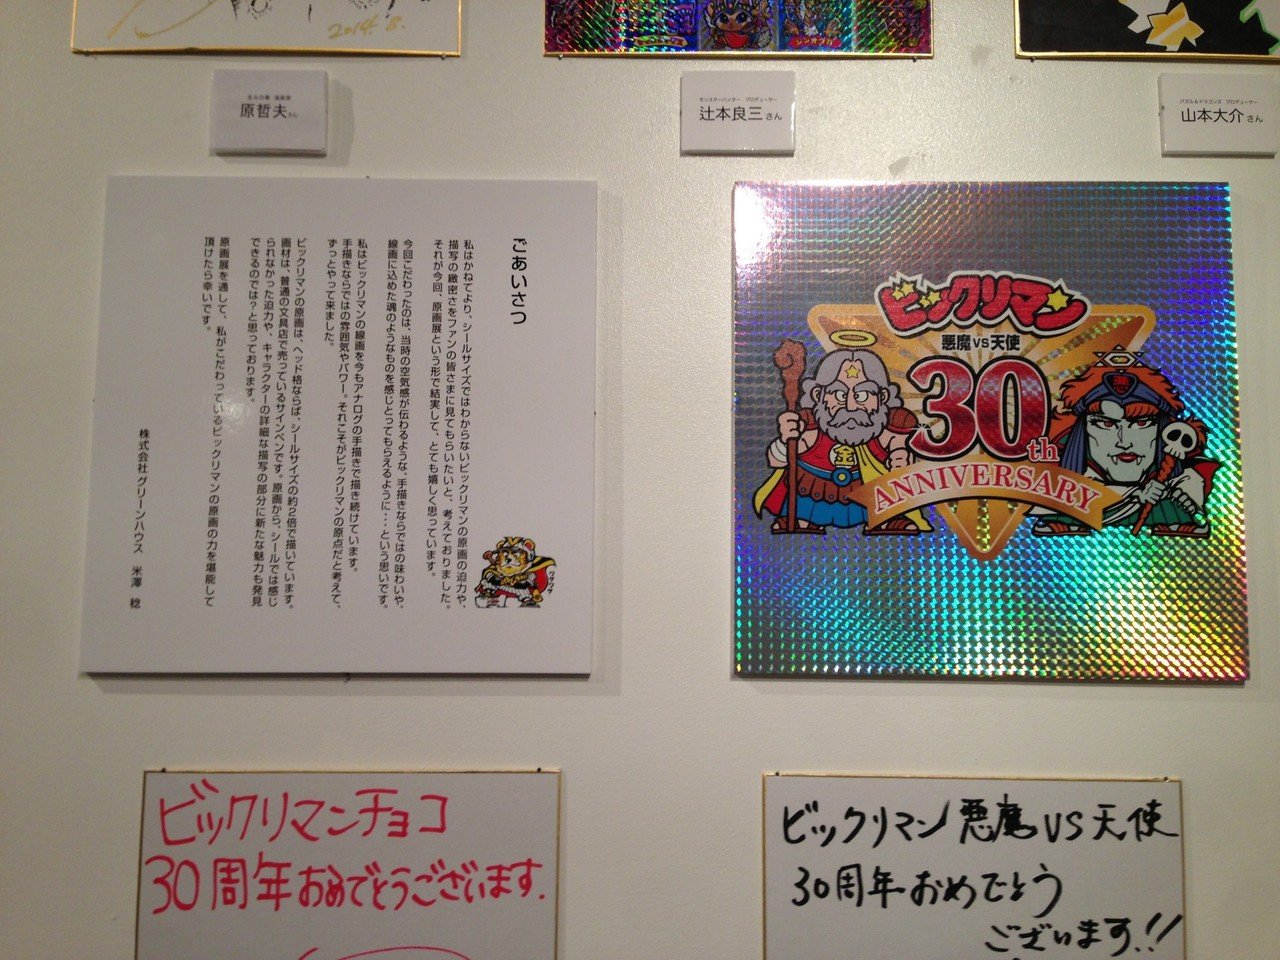 2014.8.
北斗の拳 漫画家
原哲夫さん
モンスターハンター プロデューサー
辻本良三さん
パズル&ドラゴンズ プロデューサー
山本大介さん
ごあいさつ
私はかねてより、シールサイズではわからないビックリマンの原画の迫力や、
描写の緻密さをファンの皆さまに見てもらいたいと、考えておりました。
それが今回、原画展という形で結実して、とても嬉しく思っています。
今回こだわったのは、当時の空気感が伝わるような、手描きならではの味わいや、
線画に込めた魂のようなものを感じとってもらえるように・・・という思いです。
私はビックリマンの線画を今もアナログの手描きで描き続けています。
手描きならではの雰囲気やパワー。それこそがビックリマンの原点だと考えて、
ずっとやって来ました。
ビックリマンの原画は、ヘッド格ならば、シールサイズの約2倍で描いています。
画材は、普通の文具店で売っているサインペンです。原画から、シールでは感じ
られなかった迫力や、キャラクターの詳細な描写の部分に新たな魅力も発見
できるのでは?と思っております。
原画展を通して、私がこだわっているビックリマンの原画の力を堪能して
頂けたら幸いです。
株式会社グリーンハウス 米澤 稔
ビックリマン
悪魔VS天使
30th
ANNIVERSARY
ビックリマンチョコ
30周年おめでとうございます.
ビックリマン 悪魔VS天使
30周年おめでとう
ございます.!!